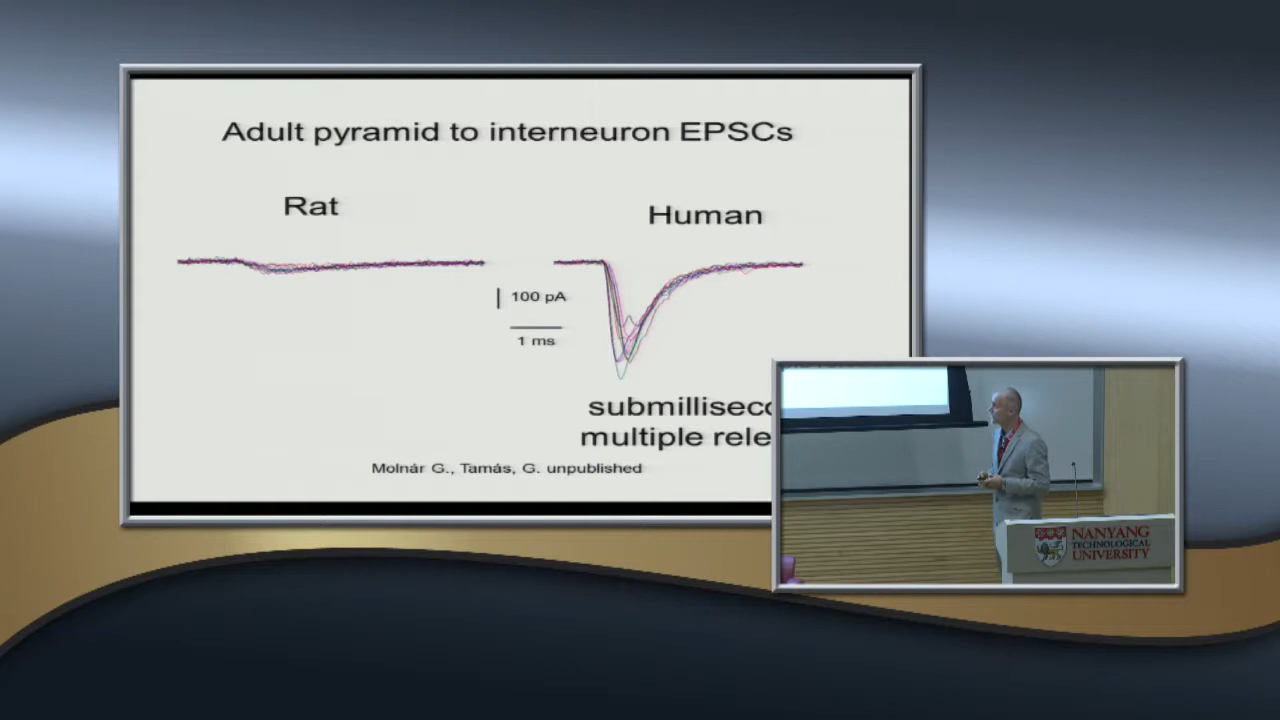 Adult pyramid to interneuron EPSCs
Rat
Human
100 pA
1 ms
submillisec
multiple rele
Molnár G., Tamás, G. unpublished
NANYANG
TECHNOLOGICAL
UNIVERSITY